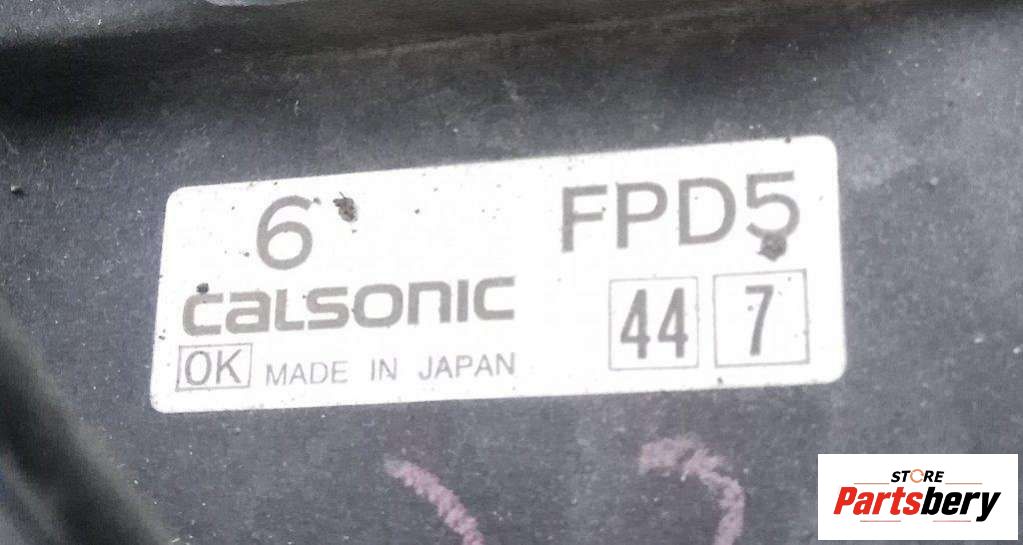 6 FPD5
CALSONIC 44 7
OK MADE IN JAPAN
STORE
Partsbery